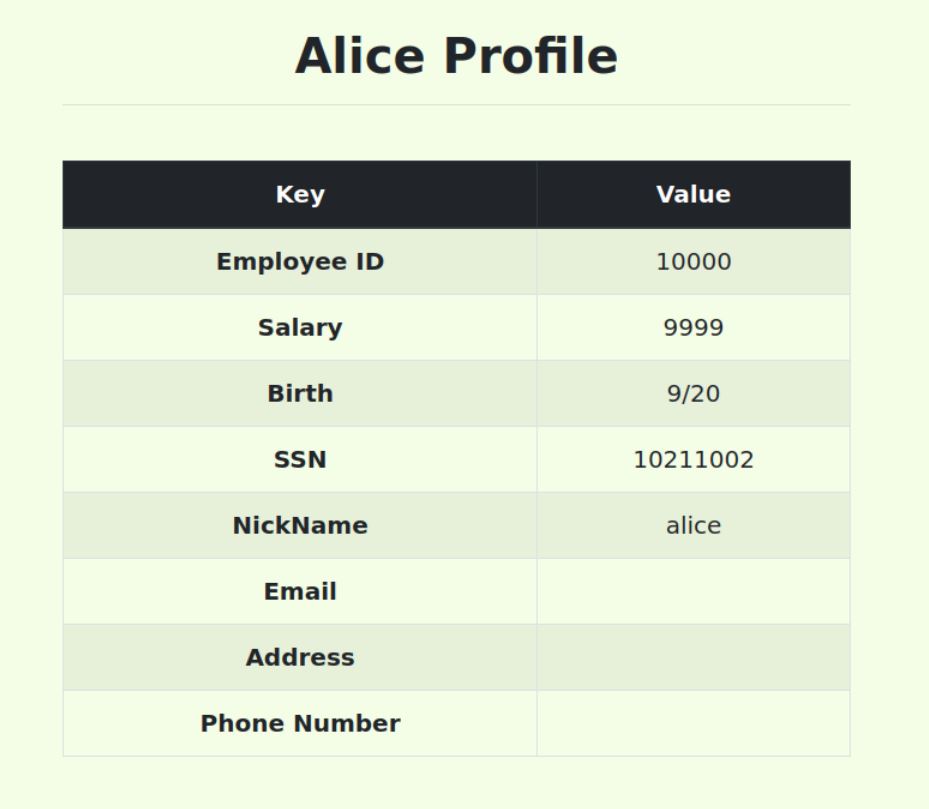 Alice Profile
Key Value
Employee ID 10000
Salary 9999
Birth 9/20
SSN 10211002
NickName alice
Email
Address
Phone Number